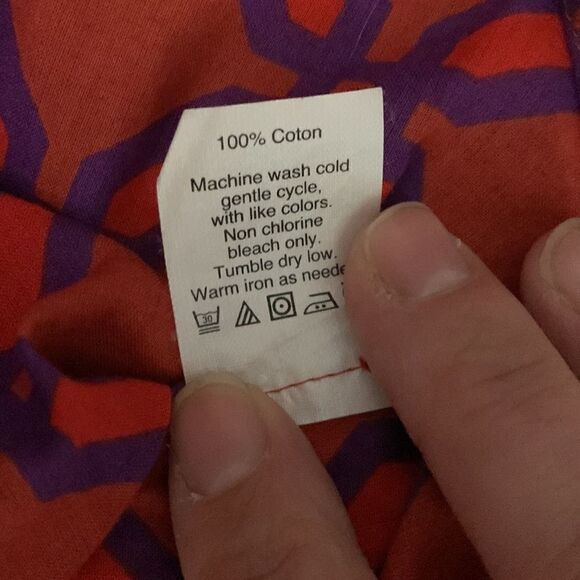 100% Coton
Machine wash cold
gentle cycle,
with like colors.
Non chlorine
bleach only.
Tumble dry low.
Warm iron as neede
30